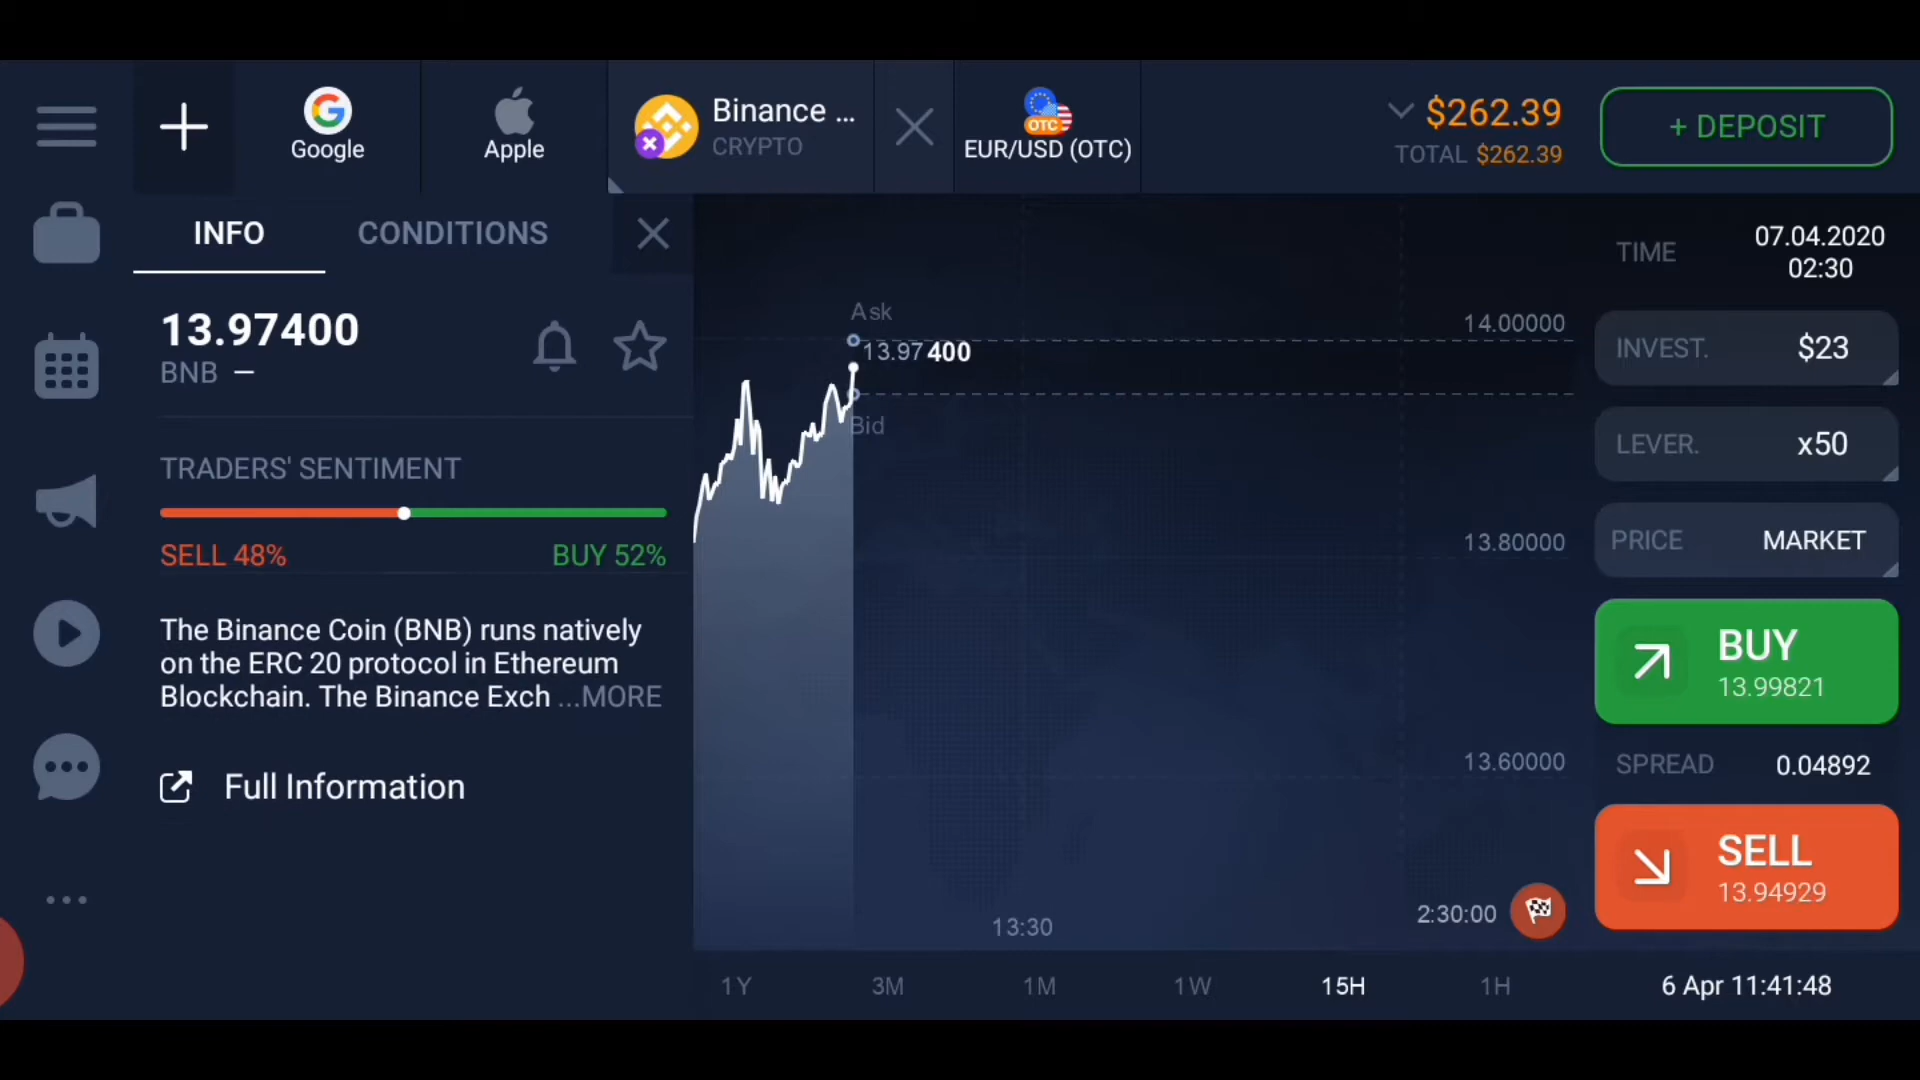 Google
Apple
Binance ...
CRYPTO
OTC
EUR/USD (OTC)
$262.39
TOTAL $262.39
+ DEPOSIT
INFO
CONDITIONS
13.97400
BNB –
TRADERS' SENTIMENT
SELL 48%
BUY 52%
The Binance Coin (BNB) runs natively
on the ERC 20 protocol in Ethereum
Blockchain. The Binance Exch ...MORE
Full Information
Ask
13.97400
Bid
14.00000
13.80000
13.60000
13:30
2:30:00
1Y
3M
1M
1W
15H
1H
TIME
07.04.2020
02:30
INVEST. $23
LEVER. x50
PRICE MARKET
BUY
13.99821
SPREAD 0.04892
SELL
13.94929
6 Apr 11:41:48